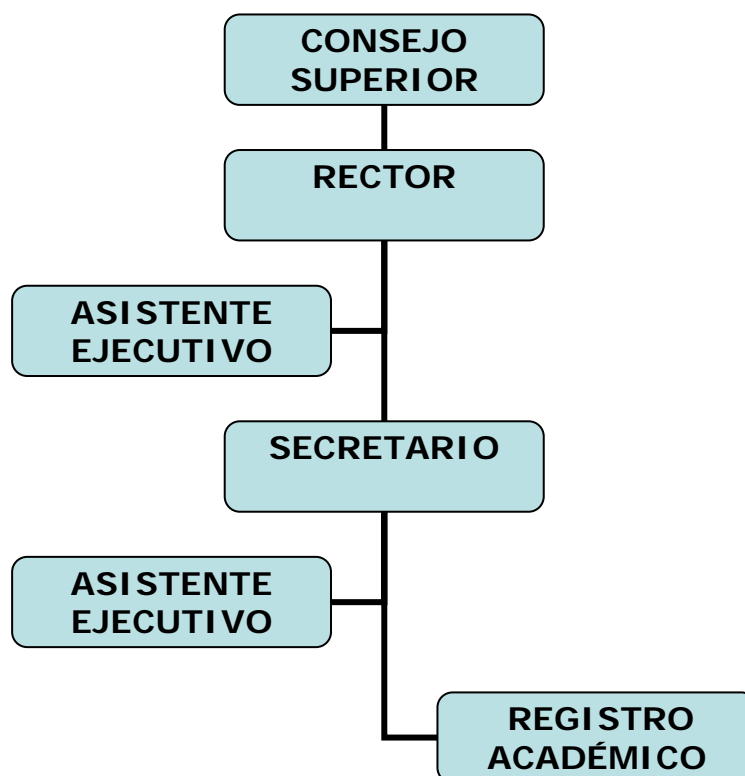 CONSEJO
SUPERIOR
RECTOR
ASISTENTE
EJECUTIVO
SECRETARIO
ASISTENTE
EJECUTIVO
REGISTRO
ACADÉMICO